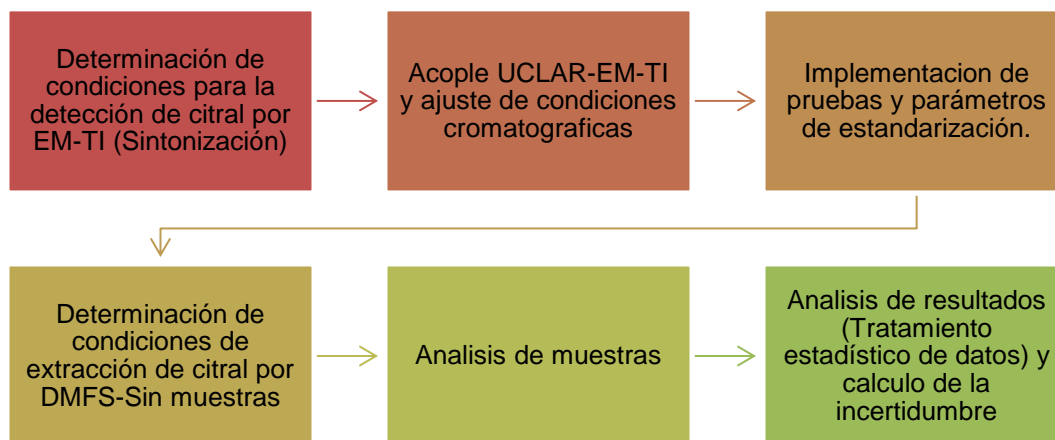 Determinación de
condiciones para la
detección de citral por
EM-TI (Sintonización)
Acople UCLAR-EM-TI
y ajuste de condiciones
cromatograficas
Implementacion de
pruebas y parámetros
de estandarización.
Determinación de
condiciones de
extracción de citral por
DMFS-Sin muestras
Analisis de muestras
Analisis de resultados
(Tratamiento
estadístico de datos) y
calculo de la
incertidumbre